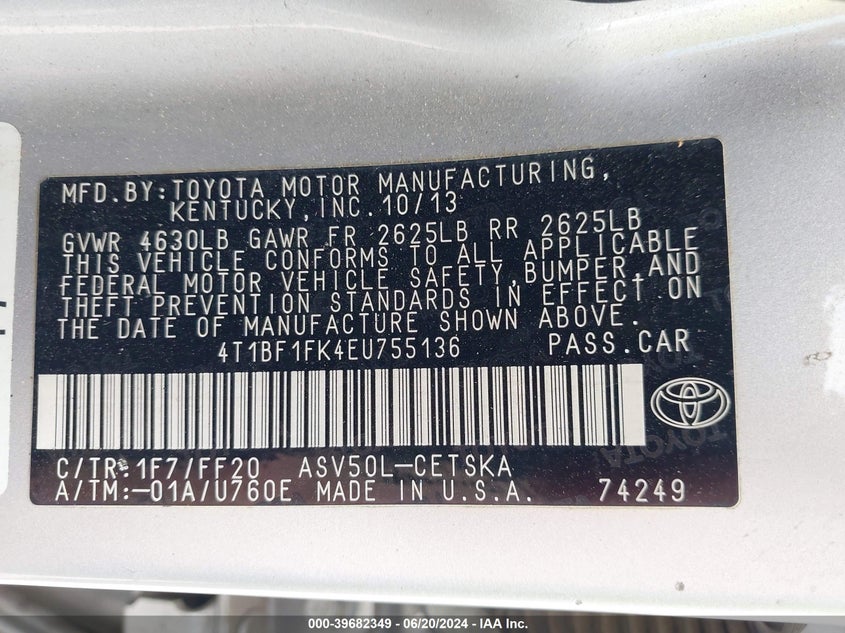 MFD.BY:TOYOTA MOTOR MANUFACTURING,
KENTUCKY,INC.10/13
GVWR 4630LB GAWR FR 2625LB RR 2625LB
THIS VEHICLE CONFORMS TO ALL APPLICABLE
FEDERAL MOTOR VEHICLE SAFETY,BUMPER,AND
THEFT PREVENTION STANDARDS IN EFFECT ON
THE DATE OF MANUFACTURE SHOWN ABOVE.
4T1BF1FK4EU755136 PASS.CAR
C/TR:1F7/FF20 ASV50L-CETSKA
A/TM:-01A/U760E MADE IN U.S.A. 74249
000-39682349 - 06/20/2024 - IAA Inc.